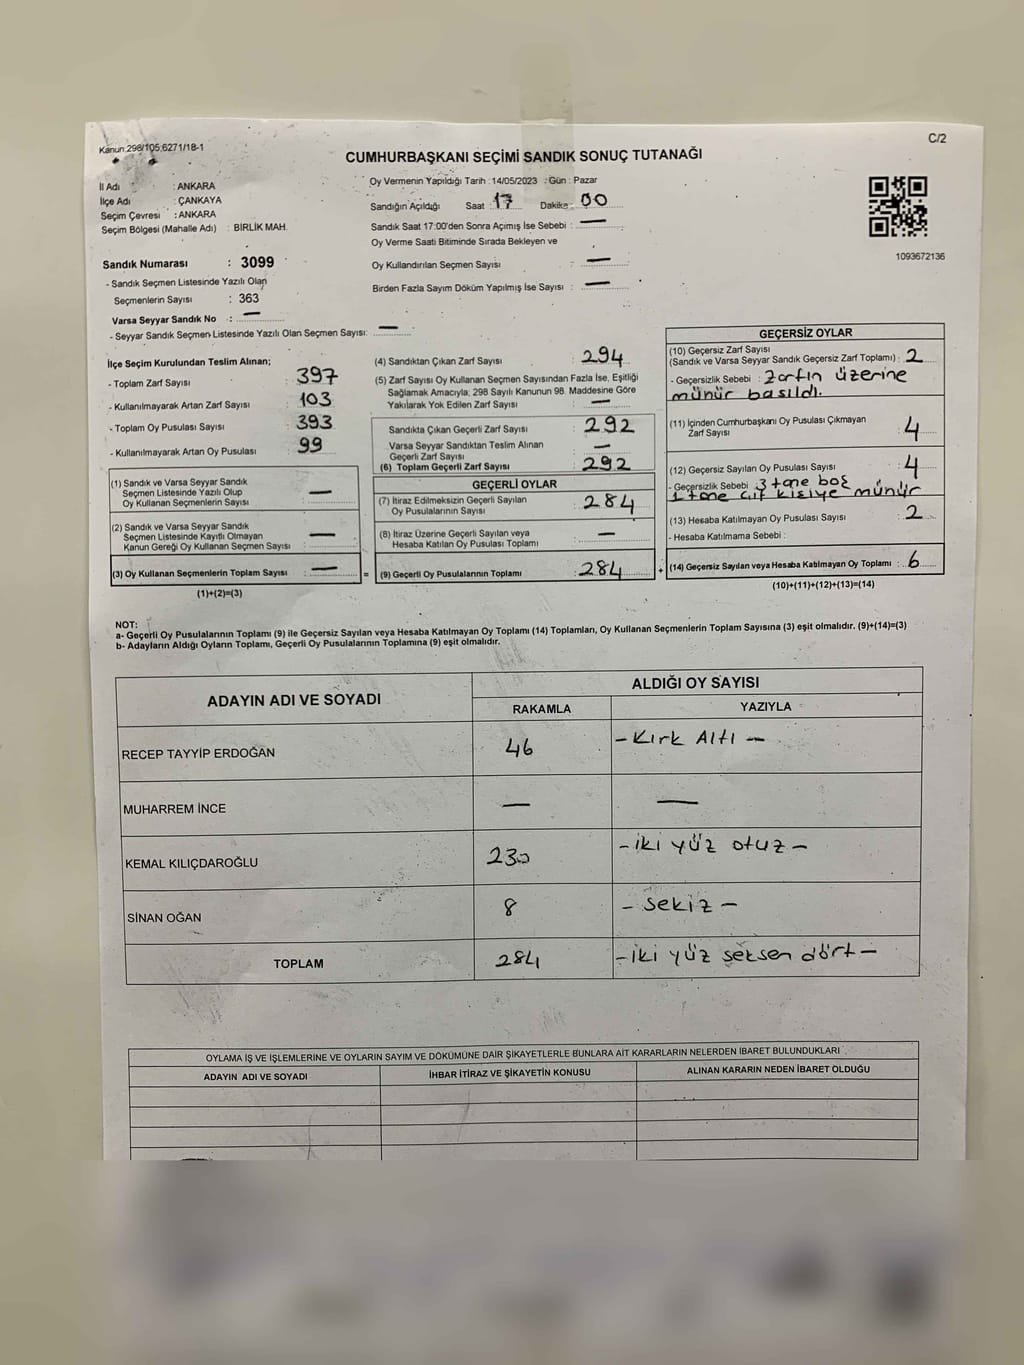 Kanun.298/105,6271/18-1
C/2
CUMHURBAŞKANI SEÇİMİ SANDIK SONUÇ TUTANAĞI
İl Adı : ANKARA
İlçe Adı : ÇANKAYA
Seçim Çevresi : ANKARA
Seçim Bölgesi (Mahalle Adı) : BİRLİK MAH.
Sandık Numarası : 3099
- Sandık Seçmen Listesinde Yazılı Olan
Seçmenlerin Sayısı : 363
Varsa Seyyar Sandık No : —
- Seyyar Sandık Seçmen Listesinde Yazılı Olan Seçmen Sayısı: —
Oy Vermenin Yapıldığı Tarih : 14/05/2023 Gün : Pazar
Sandığın Açıldığı Saat : 17 Dakika : 00
Sandık Saat 17:00'den Sonra Açımış İse Sebebi : —
Oy Verme Saati Bitiminde Sırada Bekleyen ve
Oy Kullandırılan Seçmen Sayısı : —
Birden Fazla Sayım Döküm Yapılmış İse Sayısı : —
1093672136
İlçe Seçim Kurulundan Teslim Alınan;
- Toplam Zarf Sayısı : 397
- Kullanılmayarak Artan Zarf Sayısı : 103
- Toplam Oy Pusulası Sayısı : 393
- Kullanılmayarak Artan Oy Pusulası : 99
(1) Sandık ve Varsa Seyyar Sandık
Seçmen Listesinde Yazılı Olup
Oy Kullanan Seçmenlerin Sayısı : —
(2) Sandık ve Varsa Seyyar Sandık
Seçmen Listesinde Kayıtlı Olmayan
Kanun Gereği Oy Kullanan Seçmen Sayısı : —
(3) Oy Kullanan Seçmenlerin Toplam Sayısı : —
(1)+(2)=(3)
(4) Sandıktan Çıkan Zarf Sayısı : 294
(5) Zarf Sayısı Oy Kullanan Seçmen Sayısından Fazla İse, Eşitliği
Sağlamak Amacıyla; 298 Sayılı Kanunun 98. Maddesine Göre
Yakılarak Yok Edilen Zarf Sayısı : —
Sandıkta Çıkan Geçerli Zarf Sayısı : 292
Varsa Seyyar Sandıktan Teslim Alınan
Geçerli Zarf Sayısı : —
(6) Toplam Geçerli Zarf Sayısı : 292
GEÇERLİ OYLAR
(7) İtiraz Edilmeksizin Geçerli Sayılan
Oy Pusulalarının Sayısı : 284
(8) İtiraz Üzerine Geçerli Sayılan veya
Hesaba Katılan Oy Pusulası Toplamı : —
= (9) Geçerli Oy Pusulalarının Toplamı : 284 +
GEÇERSİZ OYLAR
(10) Geçersiz Zarf Sayısı
(Sandık ve Varsa Seyyar Sandık Geçersiz Zarf Toplamı) : 2
- Geçersizlik Sebebi : Zarfın üzerine
münür basıldı.
(11) İçinden Cumhurbaşkanı Oy Pusulası Çıkmayan
Zarf Sayısı : 4
(12) Geçersiz Sayılan Oy Pusulası Sayısı : 4
- Geçersizlik Sebebi 3 tane boş
1 tane çift kişiye münür
(13) Hesaba Katılmayan Oy Pusulası Sayısı : 2
- Hesaba Katılmama Sebebi :
(14) Geçersiz Sayılan veya Hesaba Katılmayan Oy Toplamı : 6
(10)+(11)+(12)+(13)=(14)
NOT:
a- Geçerli Oy Pusulalarının Toplamı (9) ile Geçersiz Sayılan veya Hesaba Katılmayan Oy Toplamı (14) Toplamları, Oy Kullanan Seçmenlerin Toplam Sayısına (3) eşit olmalıdır. (9)+(14)=(3)
b- Adayların Aldığı Oyların Toplamı, Geçerli Oy Pusulalarının Toplamına (9) eşit olmalıdır.
ADAYIN ADI VE SOYADI
ALDIĞI OY SAYISI
RAKAMLA YAZIYLA
RECEP TAYYİP ERDOĞAN 46 - Kırk Altı -
MUHARREM İNCE — —
KEMAL KILIÇDAROĞLU 230 - iki yüz otuz -
SİNAN OĞAN 8 - Sekiz -
TOPLAM 284 - iki yüz seksen dört -
OYLAMA İŞ VE İŞLEMLERİNE VE OYLARIN SAYIM VE DÖKÜMÜNE DAİR ŞİKAYETLERLE BUNLARA AİT KARARLARIN NELERDEN İBARET BULUNDUKLARI
ADAYIN ADI VE SOYADI İHBAR İTİRAZ VE ŞİKAYETİN KONUSU ALINAN KARARIN NEDEN İBARET OLDUĞU